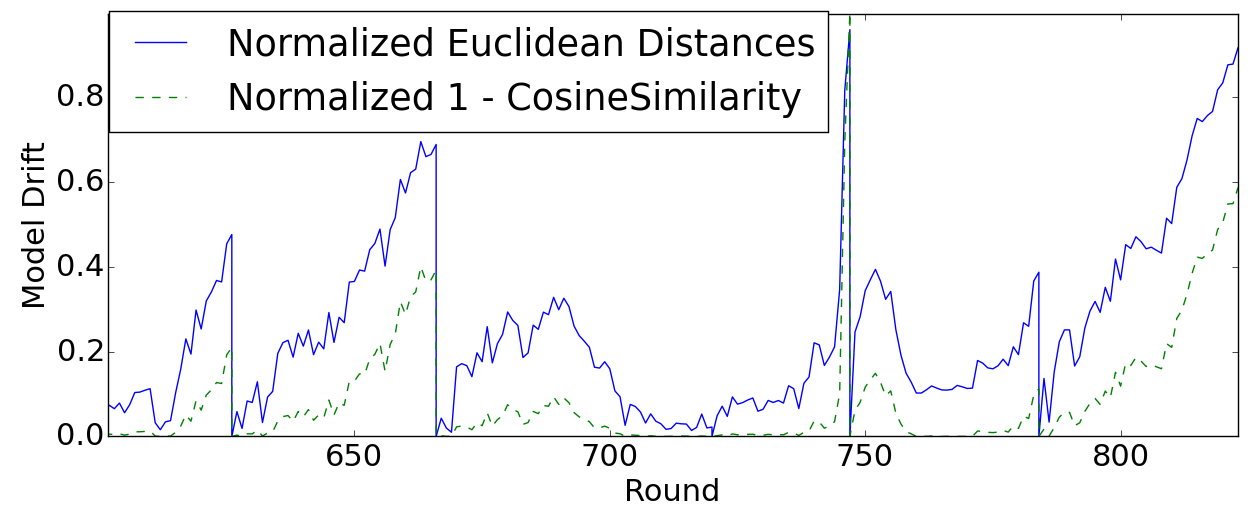 Normalized Euclidean Distances
Normalized 1 - CosineSimilarity
Model Drift
0.8
0.6
0.4
0.2
0.0
650 700 750 800
Round